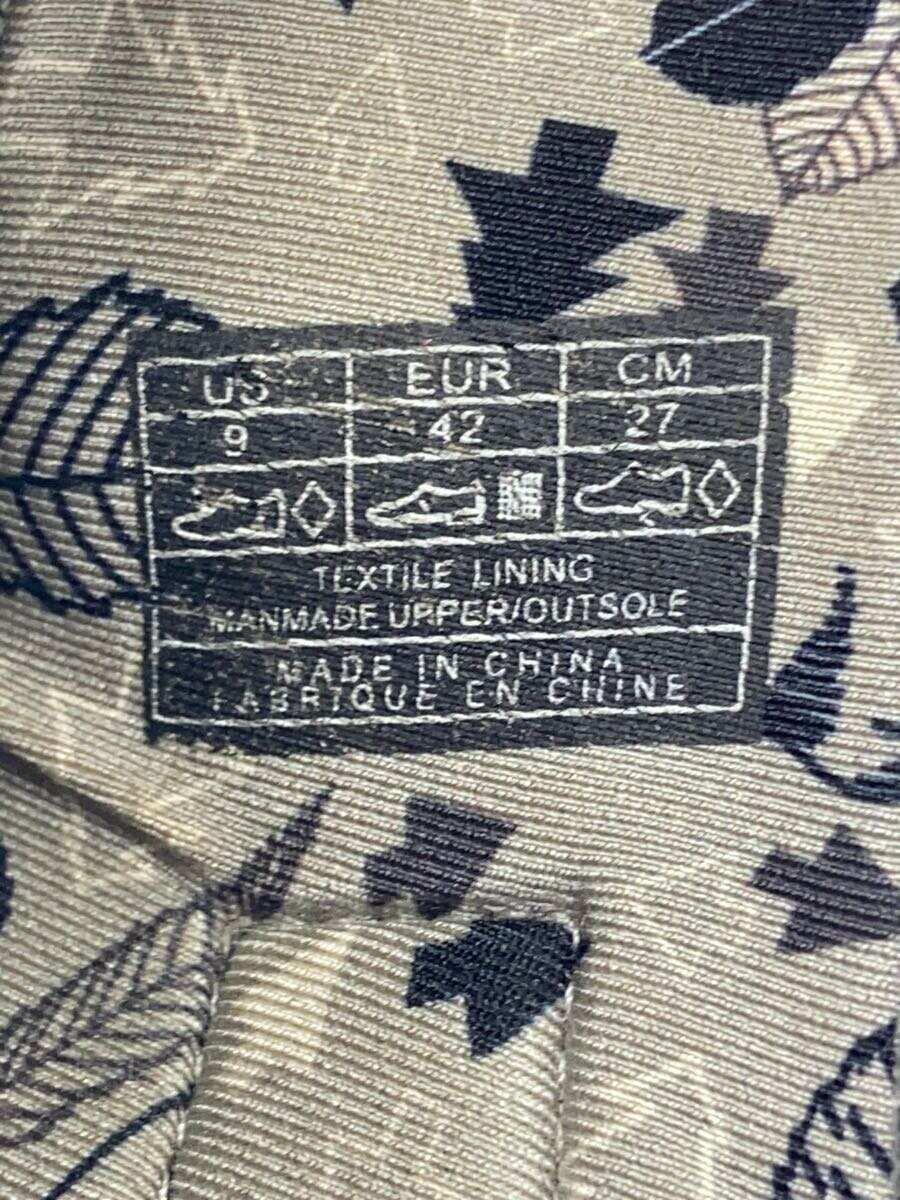 US EUR CM
9 42 27
TEXTILE LINING
MANMADE UPPER/OUTSOLE
MADE IN CHINA
FABRIQUE EN CHINE